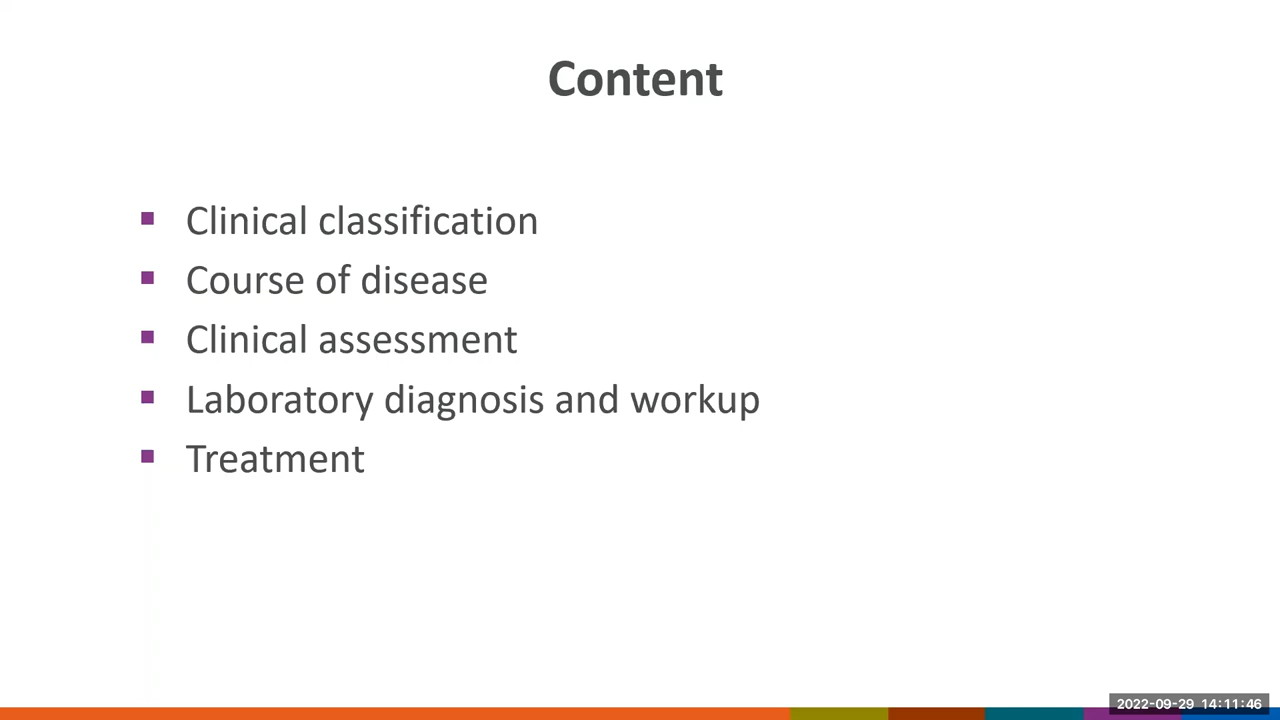 Content
▪ Clinical classification
▪ Course of disease
▪ Clinical assessment
▪ Laboratory diagnosis and workup
▪ Treatment
2022-09-29 14:11:46